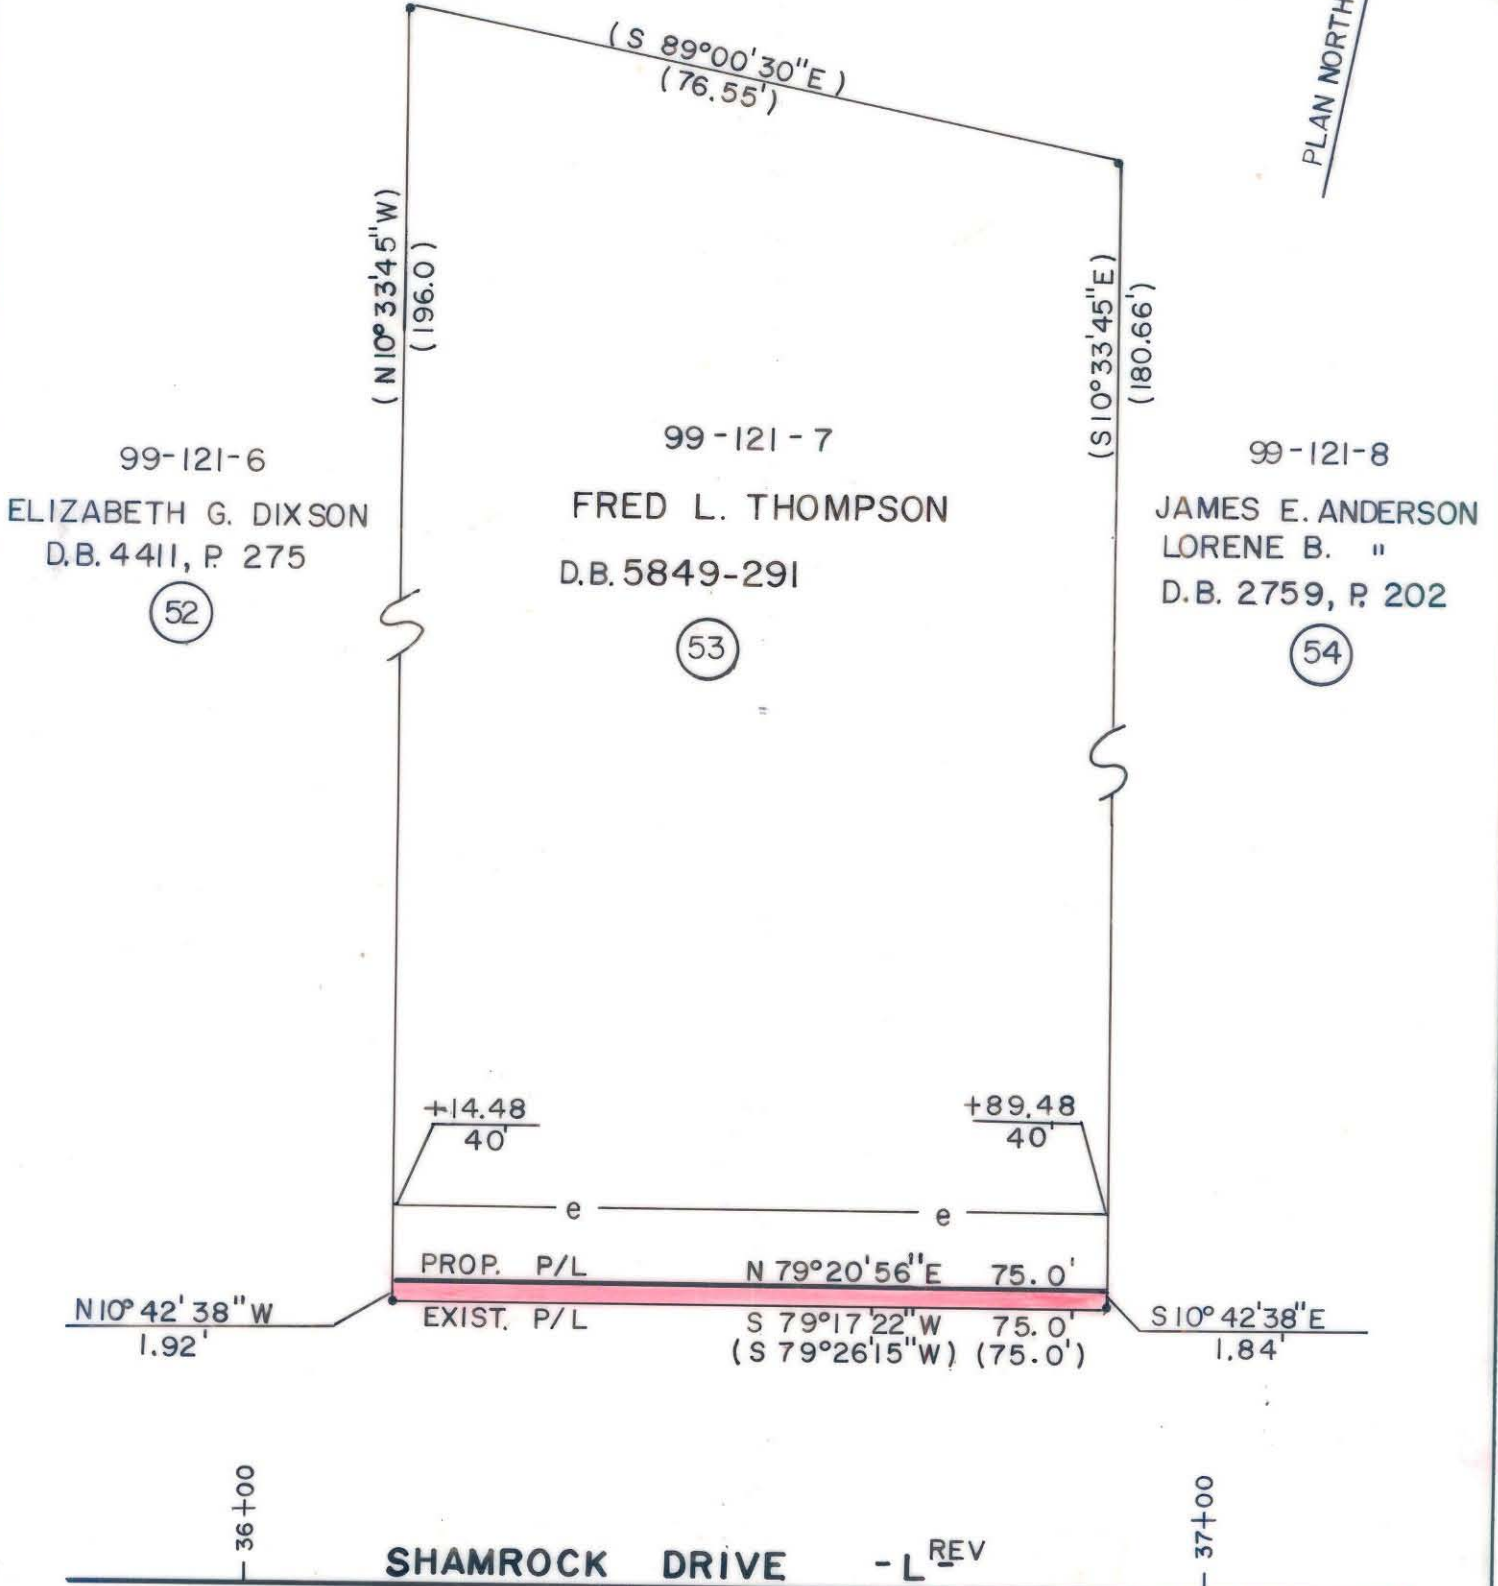 (S 89°00'30"E)
(76.55')
PLAN NORTH
(N 10°33'45"W)
(196.0)
(S 10°33'45"E)
(180.66')
99-121-6
ELIZABETH G. DIXSON
D.B. 4411, P. 275
52
99-121-7
FRED L. THOMPSON
D.B. 5849-291
53
99-121-8
JAMES E. ANDERSON
LORENE B. "
D.B. 2759, P. 202
54
+14.48
40'
+89.48
40'
e e
PROP. P/L N 79°20'56"E 75.0'
EXIST. P/L S 79°17'22"W 75.0'
(S 79°26'15"W) (75.0')
N 10° 42' 38" W
1.92'
S 10° 42' 38" E
1.84'
36+00
37+00
SHAMROCK DRIVE -L REV